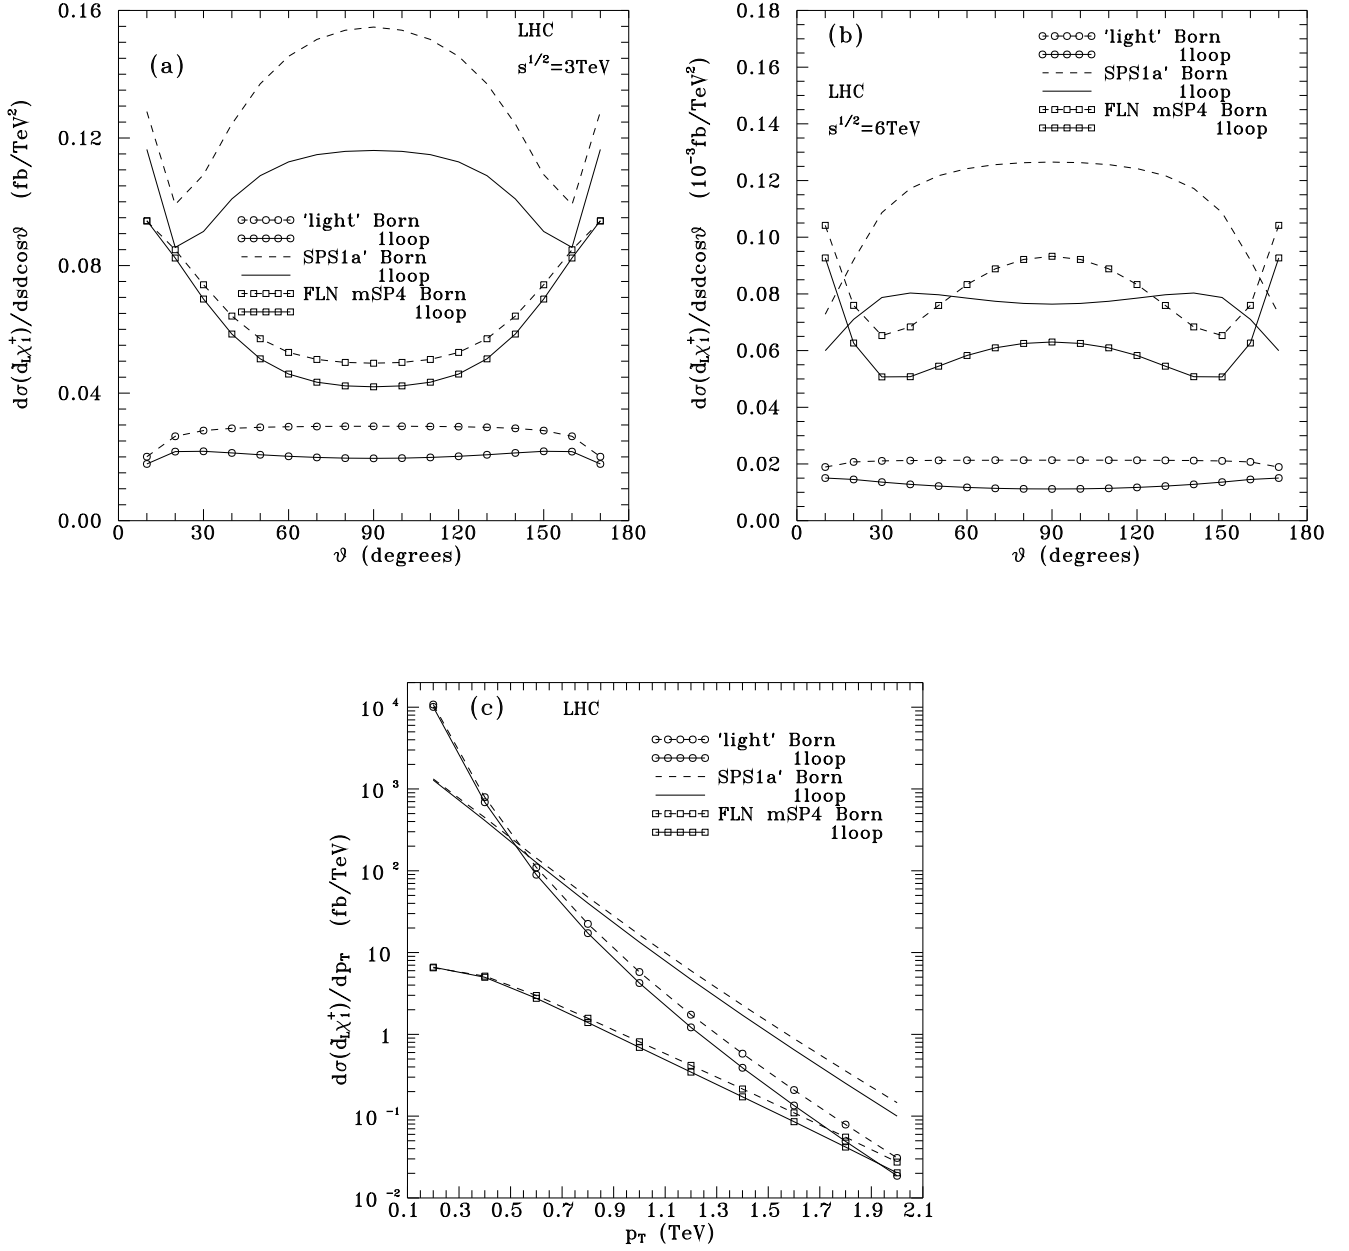 0.16
LHC
(a)
s^{1/2}=3TeV
0.12
'light' Born
1loop
SPS1a' Born
1loop
FLN mSP4 Born
1loop
0.08
0.04
0.00
0 30 60 90 120 150 180
ϑ (degrees)
dσ(d̃_L χ̃_i^+)/dsdcosϑ (fb/TeV^2)
0.18
(b)
'light' Born
1loop
SPS1a' Born
1loop
FLN mSP4 Born
1loop
0.16
LHC
s^{1/2}=6TeV
0.14
0.12
0.10
0.08
0.06
0.04
0.02
0.00
0 30 60 90 120 150 180
ϑ (degrees)
dσ(d̃_L χ̃_i^+)/dsdcosϑ (10^{-3}fb/TeV^2)
(c)
LHC
'light' Born
1loop
SPS1a' Born
1loop
FLN mSP4 Born
1loop
10^4
10^3
10^2
10
1
10^{-1}
10^{-2}
0.1 0.3 0.5 0.7 0.9 1.1 1.3 1.5 1.7 1.9 2.1
p_T (TeV)
dσ(d̃_L χ̃_i^+)/dp_T (fb/TeV)